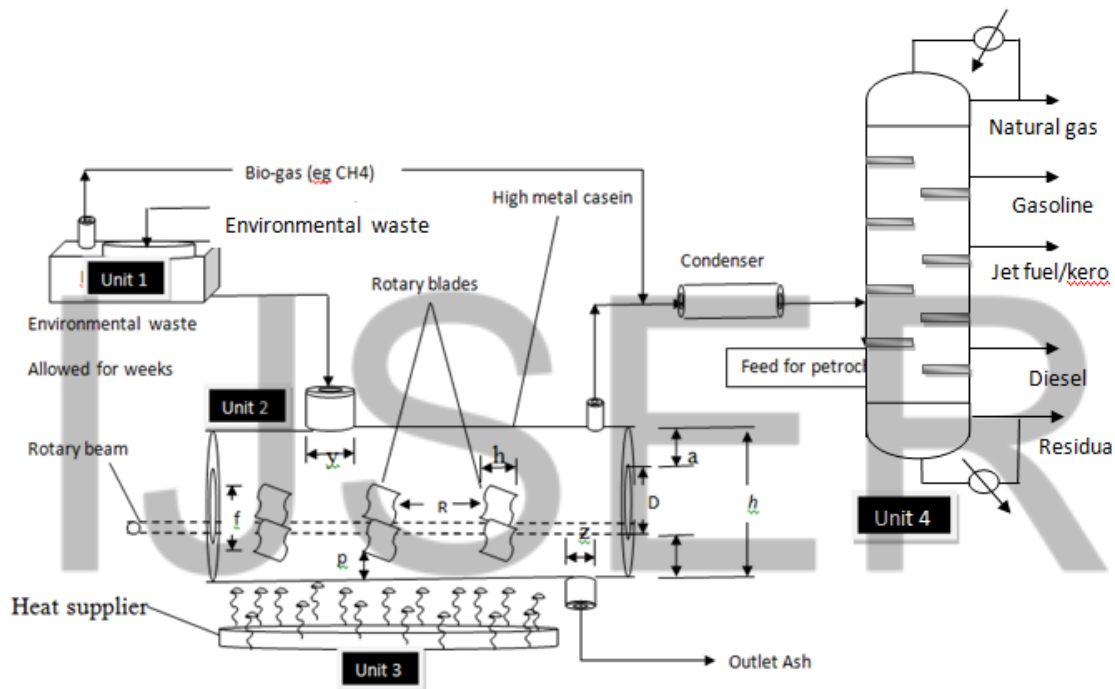 Natural gas
Bio-gas (eg CH4)
High metal casein
Gasoline
Environmental waste
Condenser
Jet fuel/kero
Unit 1
Rotary blades
Environmental waste
Allowed for weeks
Feed for petroch
Diesel
Unit 2
Residua
Rotary beam
y
h
a
f
R
D
h
Unit 4
z
p
Heat supplier
Unit 3
Outlet Ash
IJSER